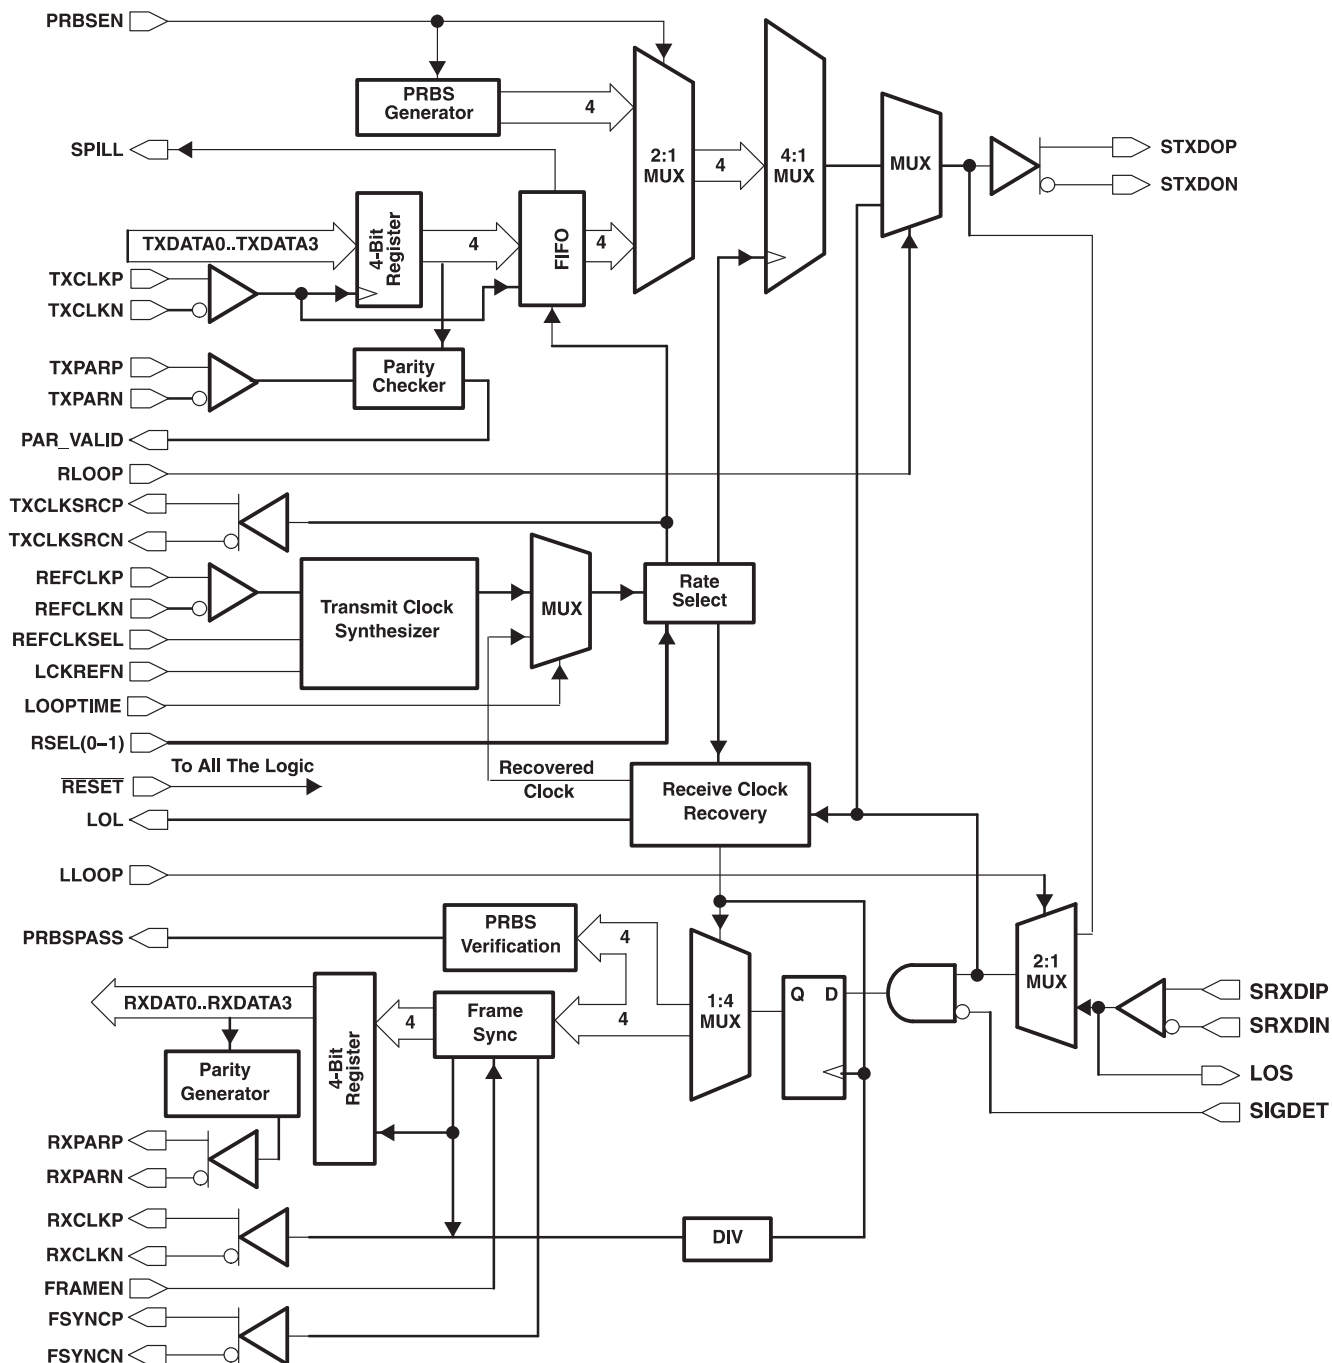 PRBSEN
PRBS
Generator
4
SPILL
2:1
MUX
4
4:1
MUX
MUX
STXDOP
STXDON
TXDATA0..TXDATA3
4-Bit
Register
4
FIFO
4
TXCLKP
TXCLKN
TXPARP
TXPARN
Parity
Checker
PAR_VALID
RLOOP
TXCLKSRCP
TXCLKSRCN
REFCLKP
REFCLKN
REFCLKSEL
LCKREFN
Transmit Clock
Synthesizer
MUX
Rate
Select
LOOPTIME
RSEL(0–1)
RESET
To All The Logic
Recovered
Clock
Receive Clock
Recovery
LOL
LLOOP
PRBSPASS
PRBS
Verification
4
2:1
MUX
1:4
MUX
Q D
SRXDIP
SRXDIN
LOS
SIGDET
RXDAT0..RXDATA3
4-Bit
Register
4
Frame
Sync
4
Parity
Generator
RXPARP
RXPARN
RXCLKP
RXCLKN
DIV
FRAMEN
FSYNCP
FSYNCN